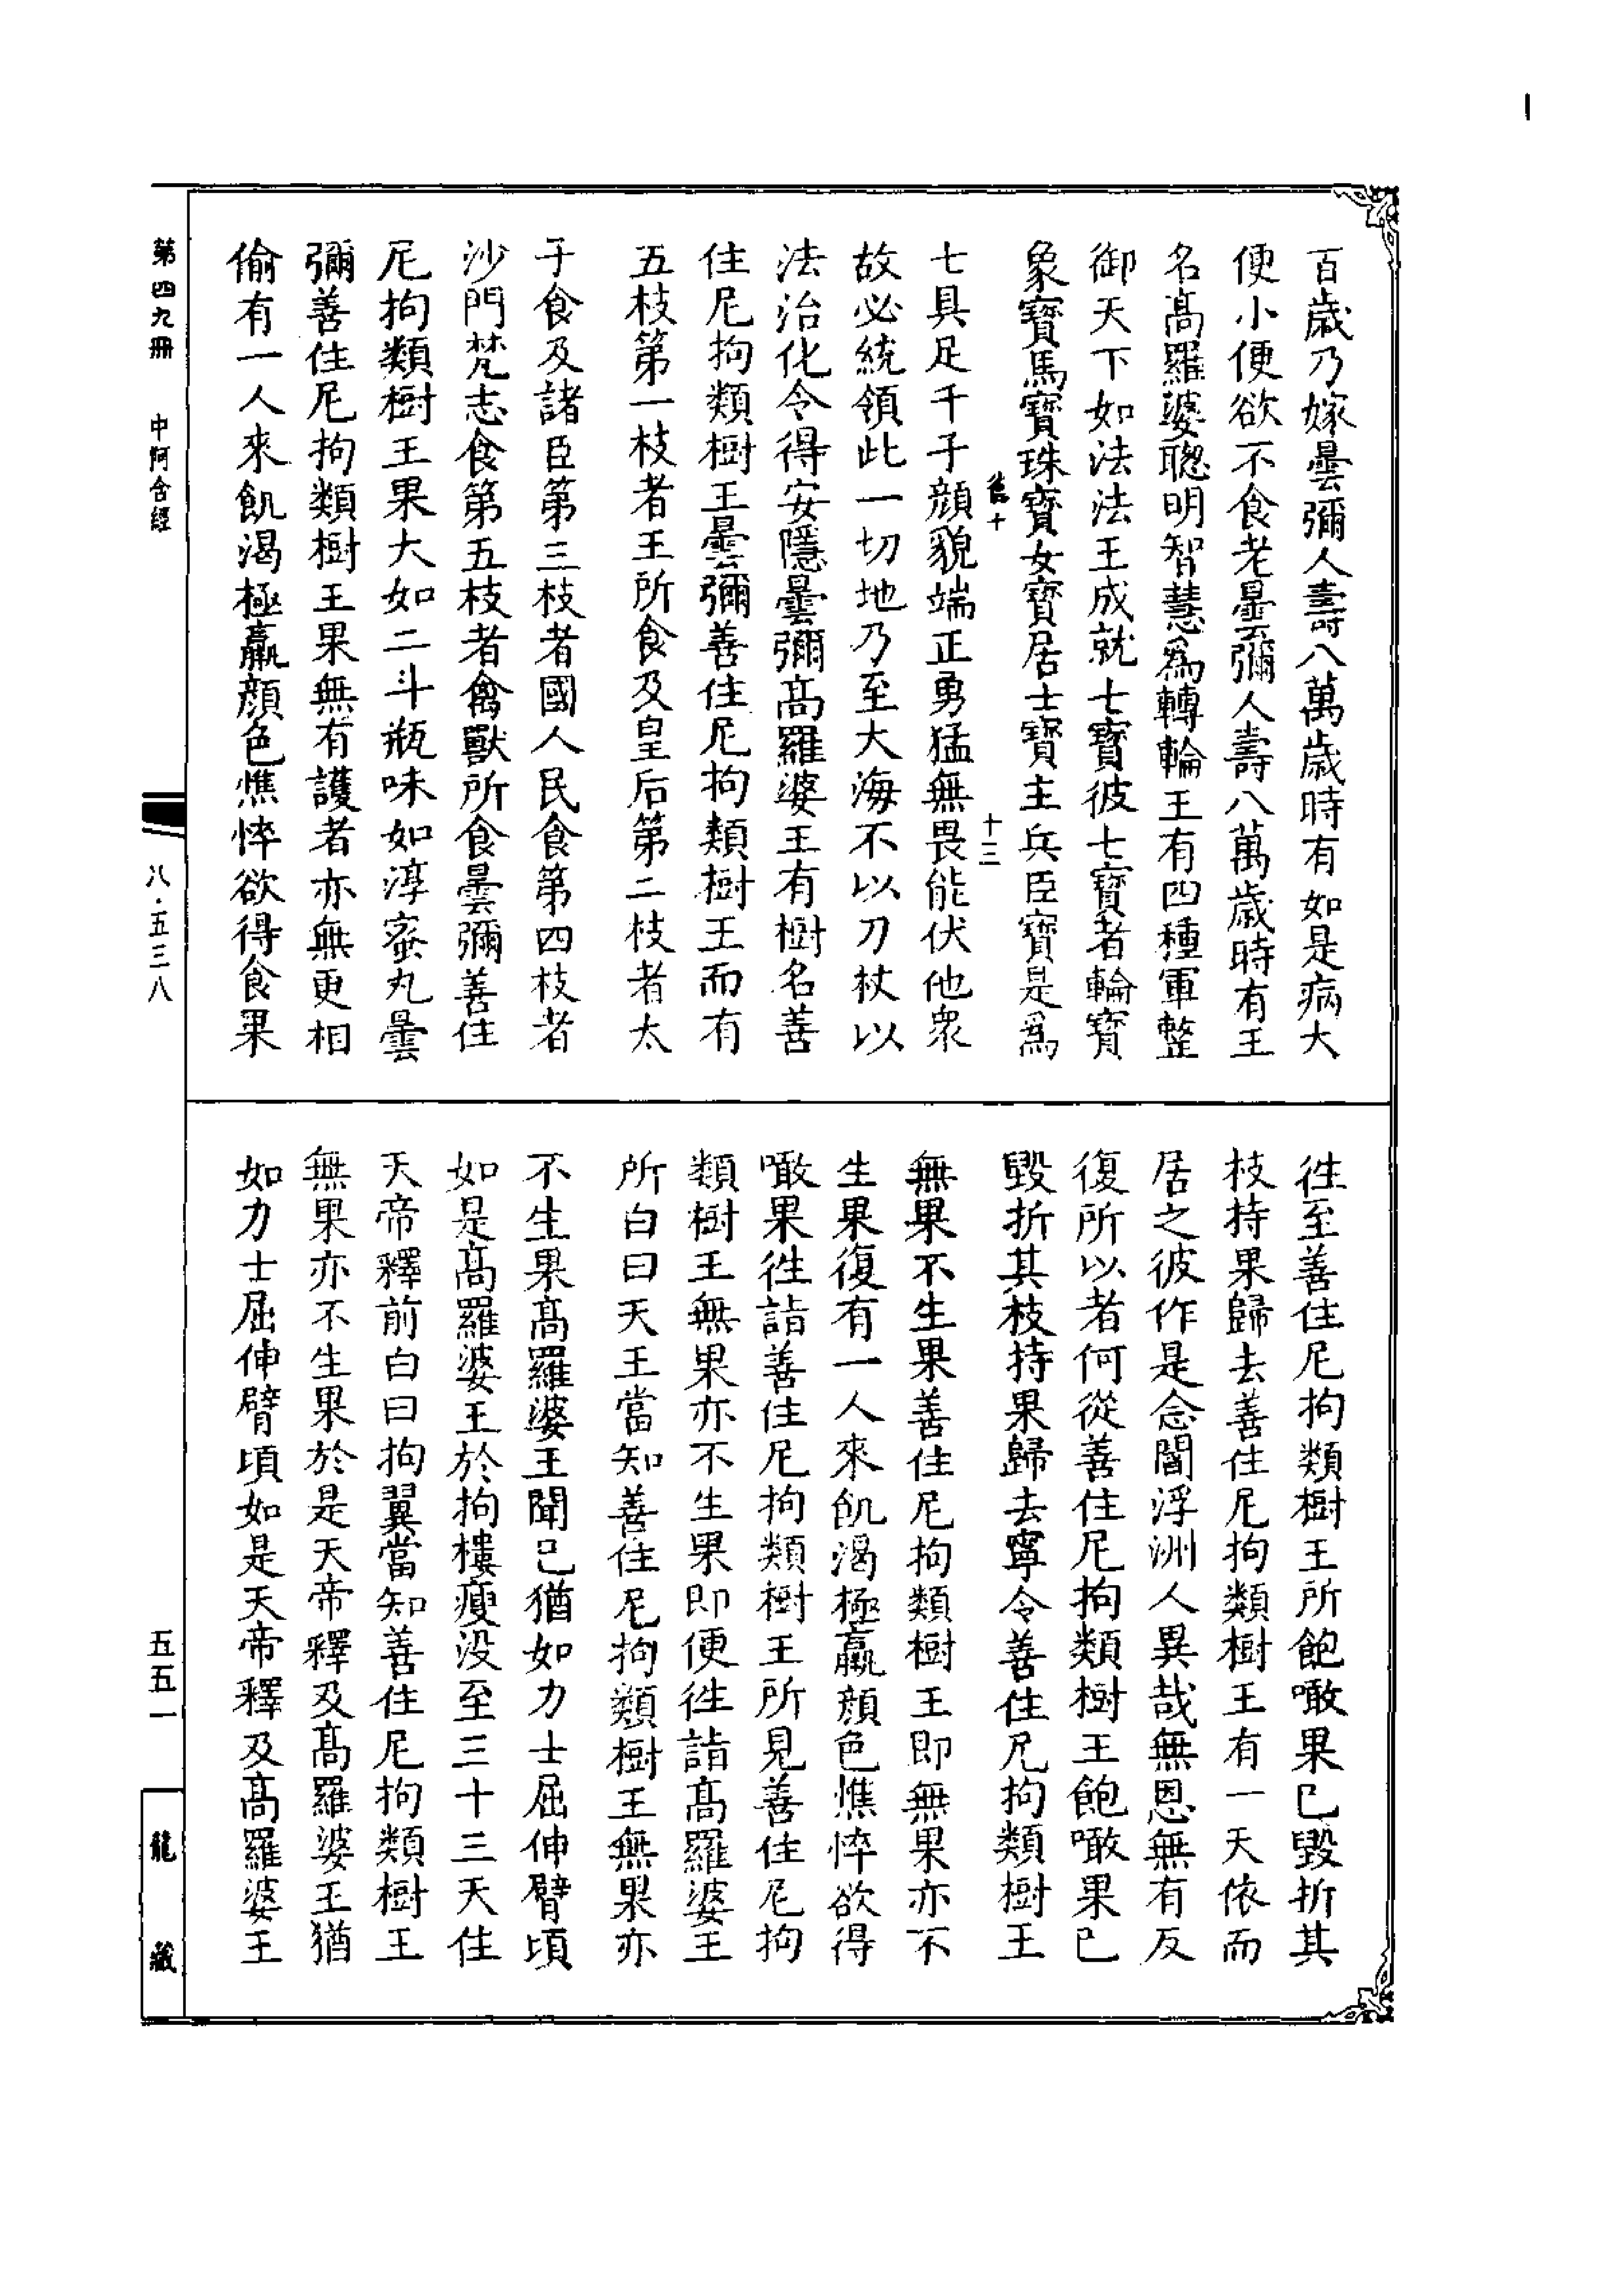 百歲乃嫁曇彌人壽八萬歲時有如是病大
便小便欲不食老曇彌人壽八萬歲時有王
名高羅婆聰明智慧爲轉輪王有四種軍整
御天下如法法王成就七寶彼七寶者輪寶
象寶馬寶珠寶女寶居士寶主兵臣寶是爲
十 十三
七具足千子顏貌端正勇猛無畏能伏他衆
故必統領此一切地乃至大海不以刀杖以
法治化令得安隱曇彌高羅婆王有樹名善
住尼拘類樹王曇彌善住尼拘類樹王而有
五枝第一枝者王所食及皇后第二枝者太
子食及諸臣第三枝者國人民食第四枝者
沙門梵志食第五枝者禽獸所食曇彌善住
尼拘類樹王果大如二斗瓶味如淳蜜丸曇
彌善住尼拘類樹王果無有護者亦無更相
偷有一人來飢渴極羸顏色憔悴欲得食果
往至善住尼拘類樹王所飽噉果已毀折其
枝持果歸去善住尼拘類樹王有一天依而
居之彼作是念閻浮洲人異哉無恩無有反
復所以者何從善住尼拘類樹王飽噉果已
毀折其枝持果歸去寧令善住尼拘類樹王
無果不生果善住尼拘類樹王即無果亦不
生果復有一人來飢渴極羸顏色憔悴欲得
噉果往詣善住尼拘類樹王所見善住尼拘
類樹王無果亦不生果即便往詣高羅婆王
所白曰天王當知善住尼拘類樹王無果亦
不生果高羅婆王聞已猶如力士屈伸臂頃
如是高羅婆王於拘樓瘦没至三十三天住
天帝釋前白曰拘翼當知善住尼拘類樹王
無果亦不生果於是天帝釋及高羅婆王猶
如力士屈伸臂頃如是天帝釋及高羅婆王
第四九冊 中阿含經
八·五三八
五五一
龍藏